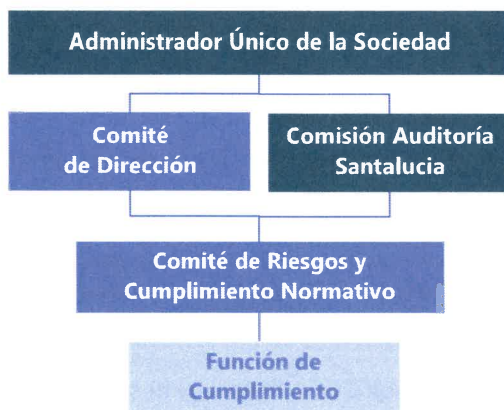 Administrador Único de la Sociedad
Comité
de Dirección
Comisión Auditoría
Santalucia
Comité de Riesgos y
Cumplimiento Normativo
Función de
Cumplimiento